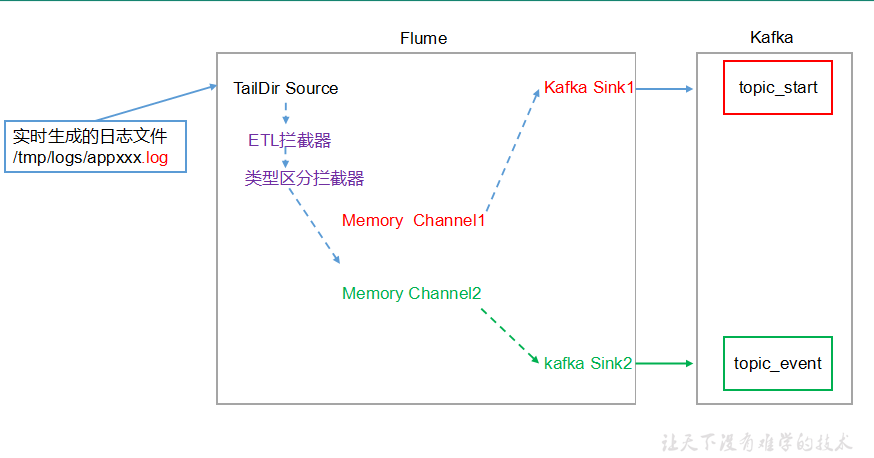 Flume
Kafka
TailDir Source
Kafka Sink1
topic_start
实时生成的日志文件
/tmp/logs/appxxx.log
ETL拦截器
类型区分拦截器
Memory Channel1
Memory Channel2
kafka Sink2
topic_event
让天下没有难学的技术